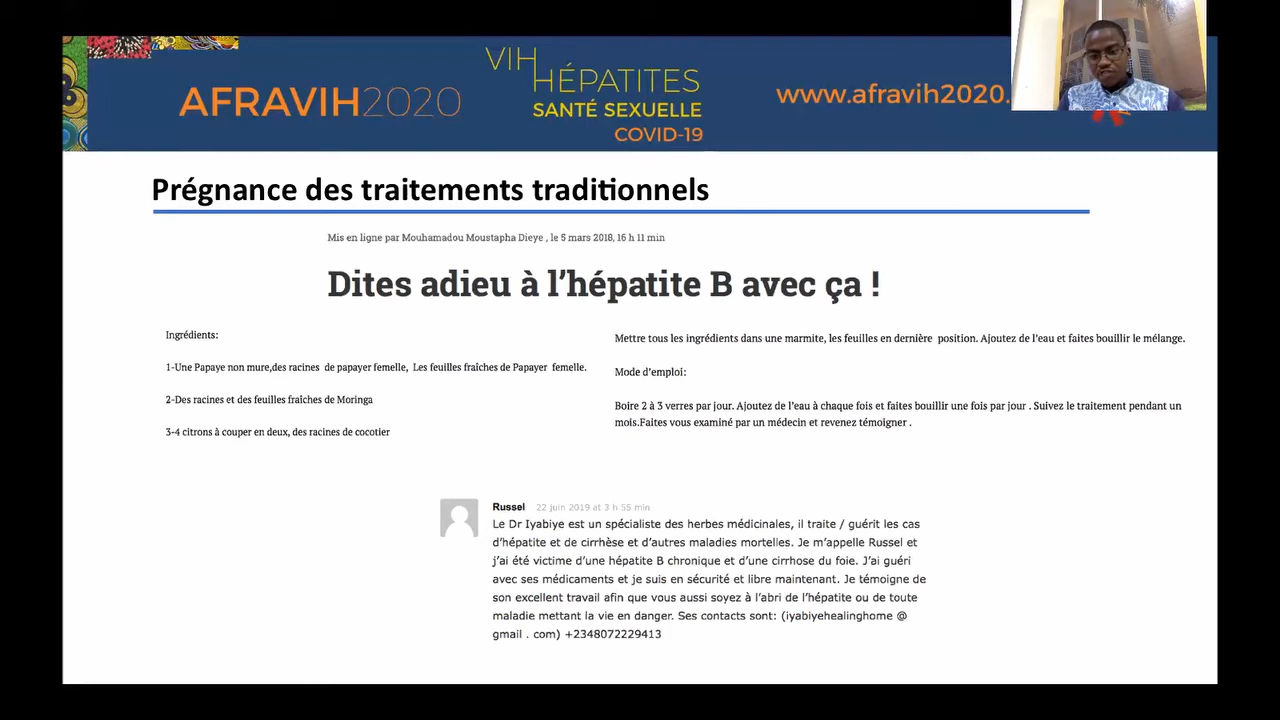 AFRAVIH2020
VIH
HÉPATITES
SANTÉ SEXUELLE
COVID-19
www.afravih2020.
Prégnance des traitements traditionnels
Mis en ligne par Mouhamadou Moustapha Dieye , le 5 mars 2018, 16 h 11 min
Dites adieu à l’hépatite B avec ça !
Ingrédients:
1-Une Papaye non mure,des racines de papayer femelle, Les feuilles fraîches de Papayer femelle.
2-Des racines et des feuilles fraîches de Moringa
3-4 citrons à couper en deux, des racines de cocotier
Mettre tous les ingrédients dans une marmite, les feuilles en dernière position. Ajoutez de l’eau et faites bouillir le mélange.
Mode d’emploi:
Boire 2 à 3 verres par jour. Ajoutez de l’eau à chaque fois et faites bouillir une fois par jour . Suivez le traitement pendant un
mois.Faites vous examiné par un médecin et revenez témoigner .
Russel 22 juin 2019 at 3 h 55 min
Le Dr Iyabiye est un spécialiste des herbes médicinales, il traite / guérit les cas
d’hépatite et de cirrhèse et d’autres maladies mortelles. Je m’appelle Russel et
j’ai été victime d’une hépatite B chronique et d’une cirrhose du foie. J’ai guéri
avec ses médicaments et je suis en sécurité et libre maintenant. Je témoigne de
son excellent travail afin que vous aussi soyez à l’abri de l’hépatite ou de toute
maladie mettant la vie en danger. Ses contacts sont: (iyabiyehealinghome @
gmail . com) +2348072229413